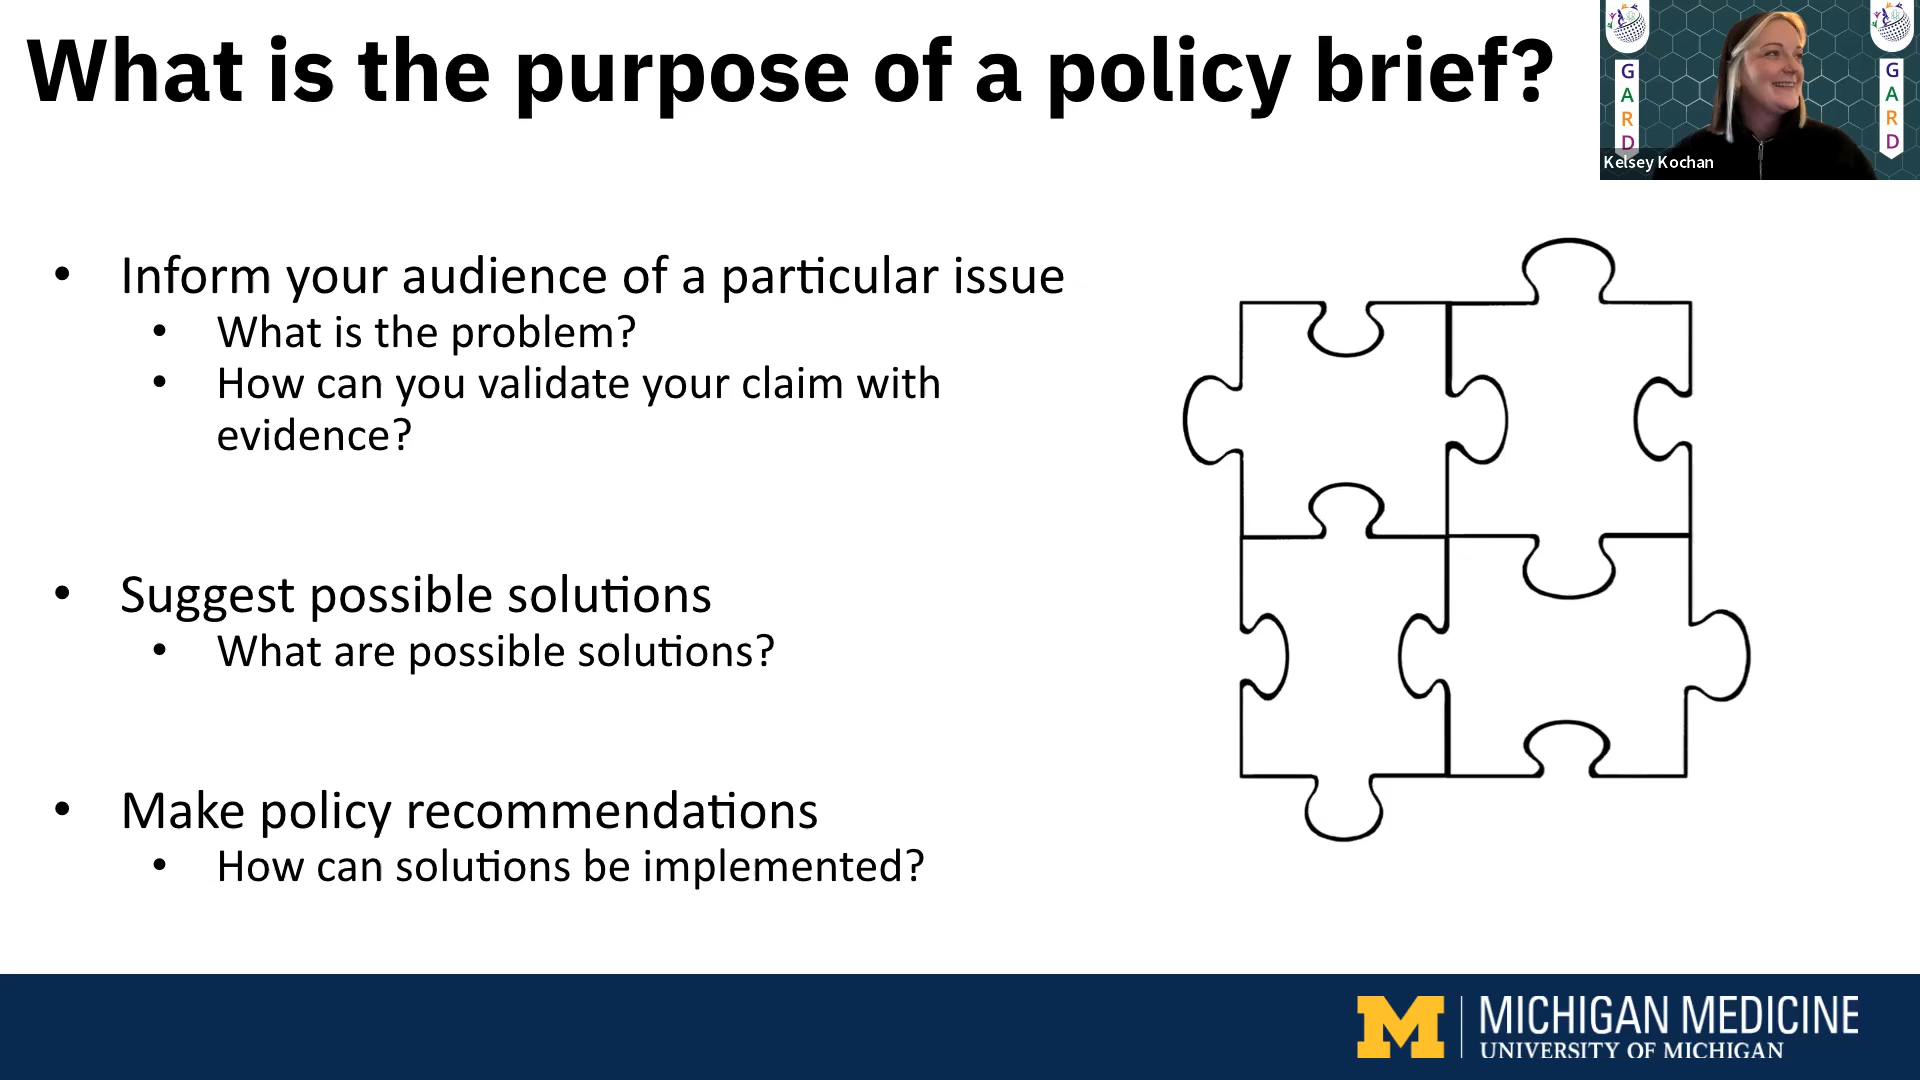 What is the purpose of a policy brief?
G
A
R
D
G
A
R
D
Kelsey Kochan
• Inform your audience of a particular issue
• What is the problem?
• How can you validate your claim with
evidence?
• Suggest possible solutions
• What are possible solutions?
• Make policy recommendations
• How can solutions be implemented?
M
MICHIGAN MEDICINE
UNIVERSITY OF MICHIGAN